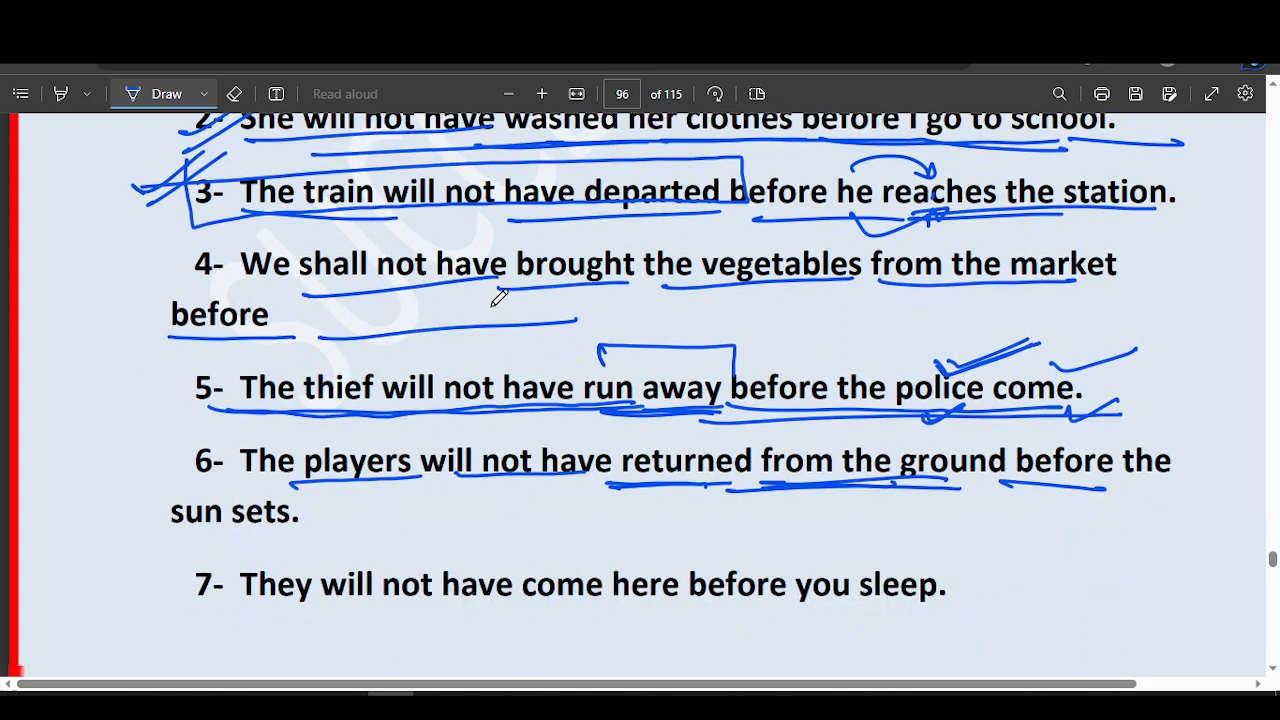 Draw
Read aloud
96 of 115
2- She will not have washed her clothes before I go to school.
3- The train will not have departed before he reaches the station.
4- We shall not have brought the vegetables from the market
before
5- The thief will not have run away before the police come.
6- The players will not have returned from the ground before the
sun sets.
7- They will not have come here before you sleep.